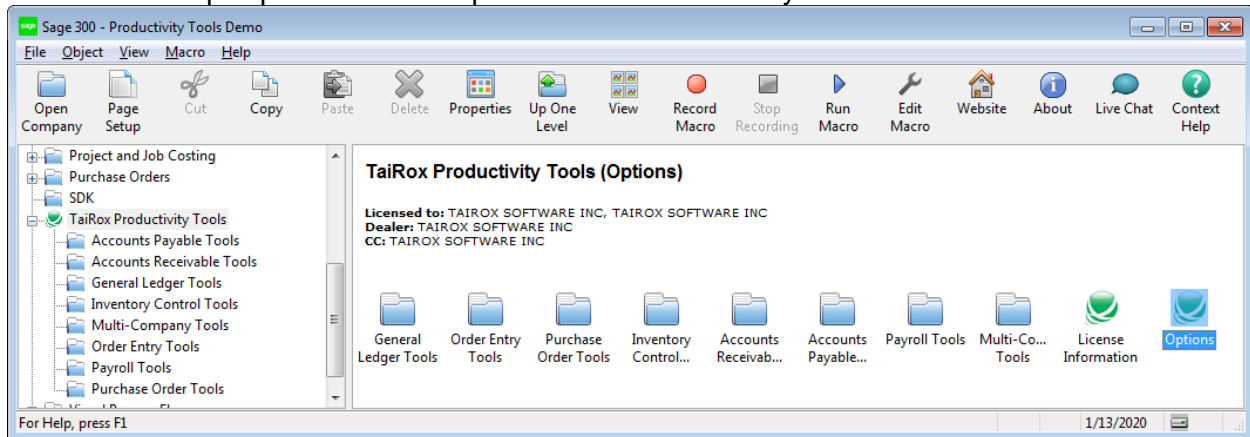 sage Sage 300 - Productivity Tools Demo
File Object View Macro Help
Open Company
Page Setup
Cut
Copy
Paste
Delete
Properties
Up One Level
View
Record Macro
Stop Recording
Run Macro
Edit Macro
Website
About
Live Chat
Context Help
Project and Job Costing
Purchase Orders
SDK
TaiRox Productivity Tools
Accounts Payable Tools
Accounts Receivable Tools
General Ledger Tools
Inventory Control Tools
Multi-Company Tools
Order Entry Tools
Payroll Tools
Purchase Order Tools
TaiRox Productivity Tools (Options)
Licensed to: TAIROX SOFTWARE INC, TAIROX SOFTWARE INC
Dealer: TAIROX SOFTWARE INC
CC: TAIROX SOFTWARE INC
General Ledger Tools
Order Entry Tools
Purchase Order Tools
Inventory Control...
Accounts Receivab...
Accounts Payable...
Payroll Tools
Multi-Co... Tools
License Information
Options
For Help, press F1
1/13/2020